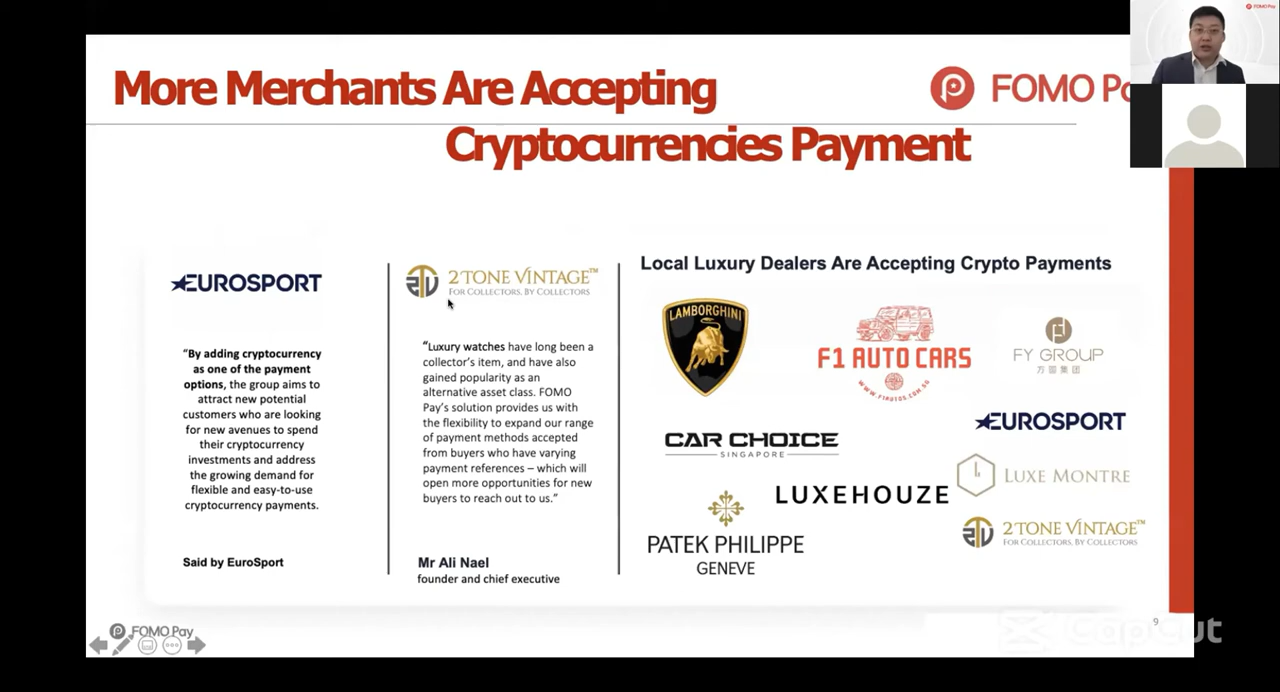 FOMO Pay
More Merchants Are Accepting
Cryptocurrencies Payment
FOMO Pa
EUROSPORT
"By adding cryptocurrency
as one of the payment
options, the group aims to
attract new potential
customers who are looking
for new avenues to spend
their cryptocurrency
investments and address
the growing demand for
flexible and easy-to-use
cryptocurrency payments.
Said by EuroSport
2TONE VINTAGE™
FOR COLLECTORS, BY COLLECTORS
"Luxury watches have long been a
collector's item, and have also
gained popularity as an
alternative asset class. FOMO
Pay's solution provides us with
the flexibility to expand our range
of payment methods accepted
from buyers who have varying
payment references – which will
open more opportunities for new
buyers to reach out to us."
Mr Ali Nael
founder and chief executive
Local Luxury Dealers Are Accepting Crypto Payments
LAMBORGHINI
F1 AUTO CARS
WWW.F1AUTOS.COM.SG
FY GROUP
方圆集团
EUROSPORT
CAR CHOICE
SINGAPORE
LUXE MONTRE
LUXEHOUZE
PATEK PHILIPPE
GENEVE
2TONE VINTAGE™
FOR COLLECTORS, BY COLLECTORS
9
FOMO Pay
CapCut